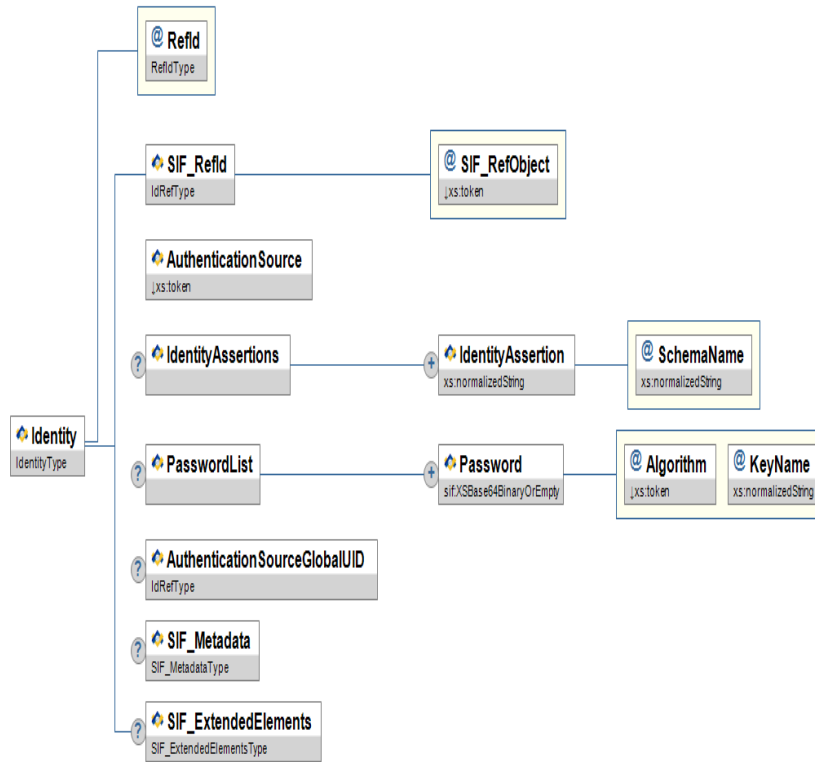 @ RefId
RefIdType
SIF_RefId
IdRefType
@ SIF_RefObject
↓xs:token
AuthenticationSource
↓xs:token
? IdentityAssertions
+ IdentityAssertion
xs:normalizedString
@ SchemaName
xs:normalizedString
Identity
IdentityType
? PasswordList
+ Password
sif:XSBase64BinaryOrEmpty
@ Algorithm
↓xs:token
@ KeyName
xs:normalizedString
? AuthenticationSourceGlobalUID
IdRefType
? SIF_Metadata
SIF_MetadataType
? SIF_ExtendedElements
SIF_ExtendedElementsType